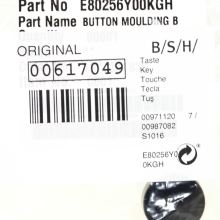 Part No E80256Y00KGH
Part Name BUTTON MOULDING B
ORIGINAL
B/S/H/
00617049
Taste
Key
Touche
Tecla
Tuş
00971120 7/
00987082
S1016
E80256Y0
0KGH